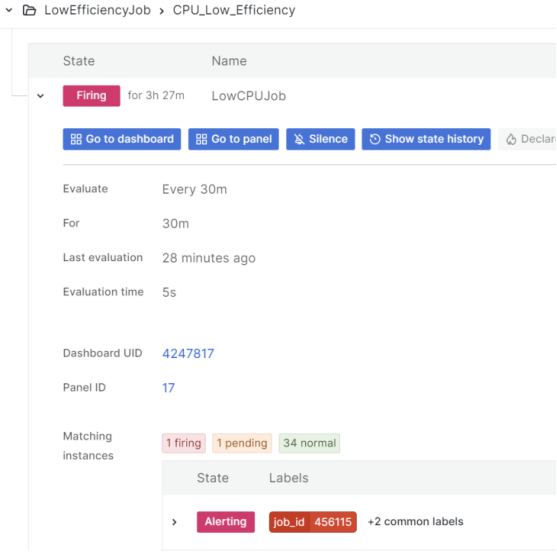 LowEfficiencyJob > CPU_Low_Efficiency
State Name
Firing for 3h 27m LowCPUJob
Go to dashboard Go to panel Silence Show state history Declar
Evaluate Every 30m
For 30m
Last evaluation 28 minutes ago
Evaluation time 5s
Dashboard UID 4247817
Panel ID 17
Matching
instances
1 firing 1 pending 34 normal
State Labels
Alerting job_id 456115 +2 common labels